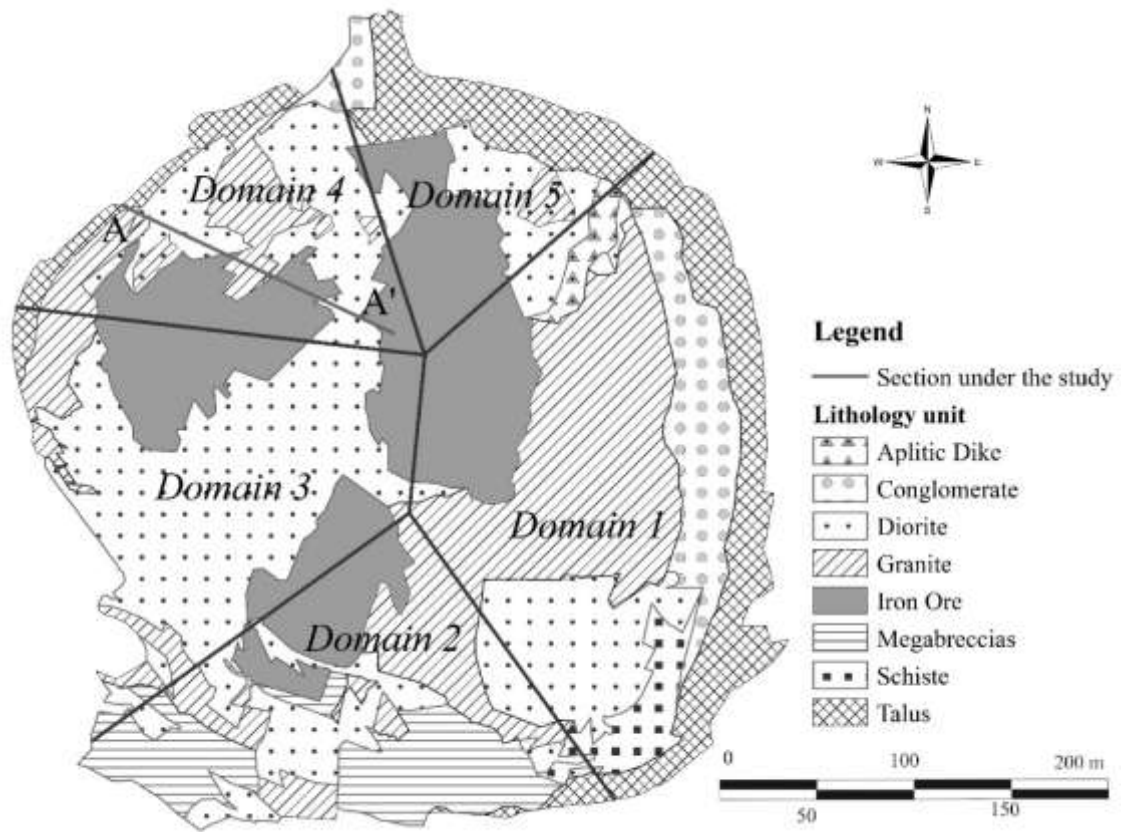 N
W
E
S
Domain 4
Domain 5
A
A'
Domain 3
Domain 1
Domain 2
Legend
Section under the study
Lithology unit
Aplitic Dike
Conglomerate
Diorite
Granite
Iron Ore
Megabreccias
Schiste
Talus
0 100 200 m
50 150